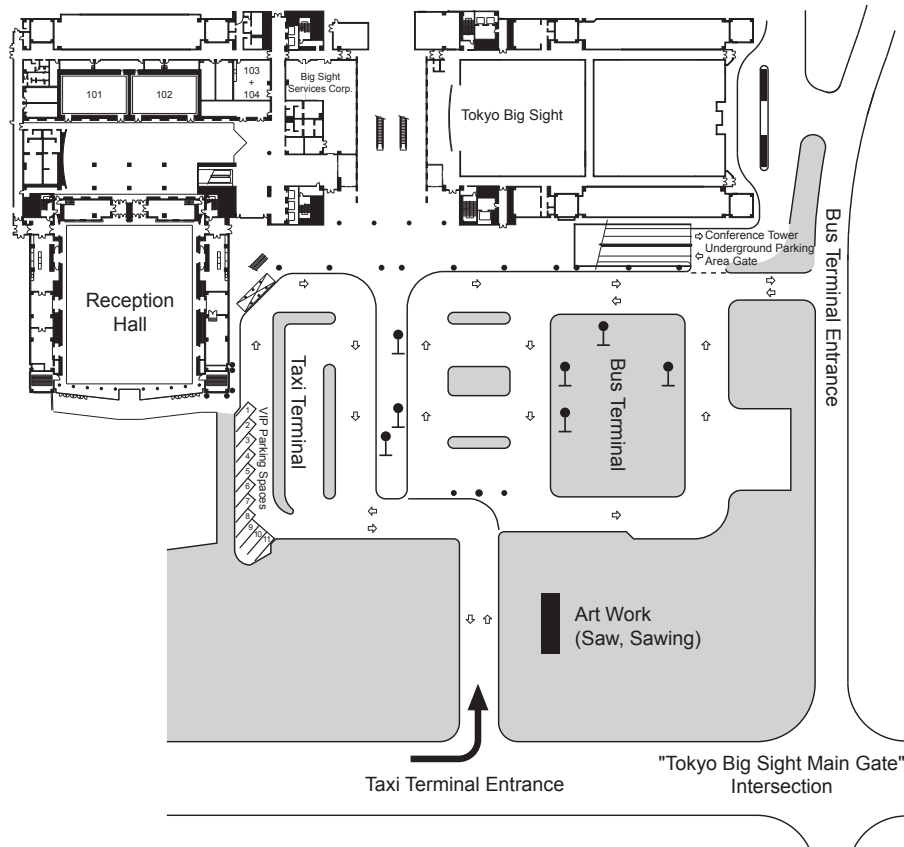 103
+
104
101
102
Big Sight
Services Corp.
Tokyo Big Sight
Conference Tower
Underground Parking
Area Gate
Bus Terminal Entrance
Reception
Hall
Taxi Terminal
Bus Terminal
VIP Parking Spaces
1
2
3
4
5
6
7
8
9
10
11
Art Work
(Saw, Sawing)
Taxi Terminal Entrance
"Tokyo Big Sight Main Gate"
Intersection